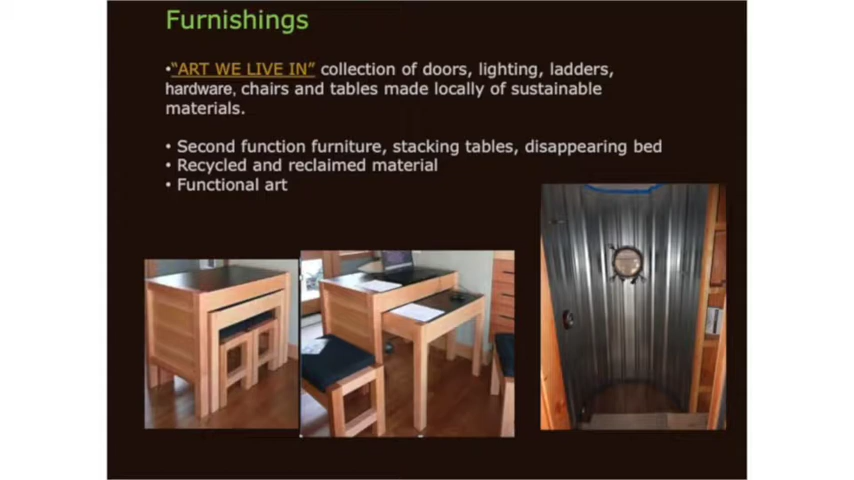 Furnishings
•“ART WE LIVE IN” collection of doors, lighting, ladders,
hardware, chairs and tables made locally of sustainable
materials.
• Second function furniture, stacking tables, disappearing bed
• Recycled and reclaimed material
• Functional art